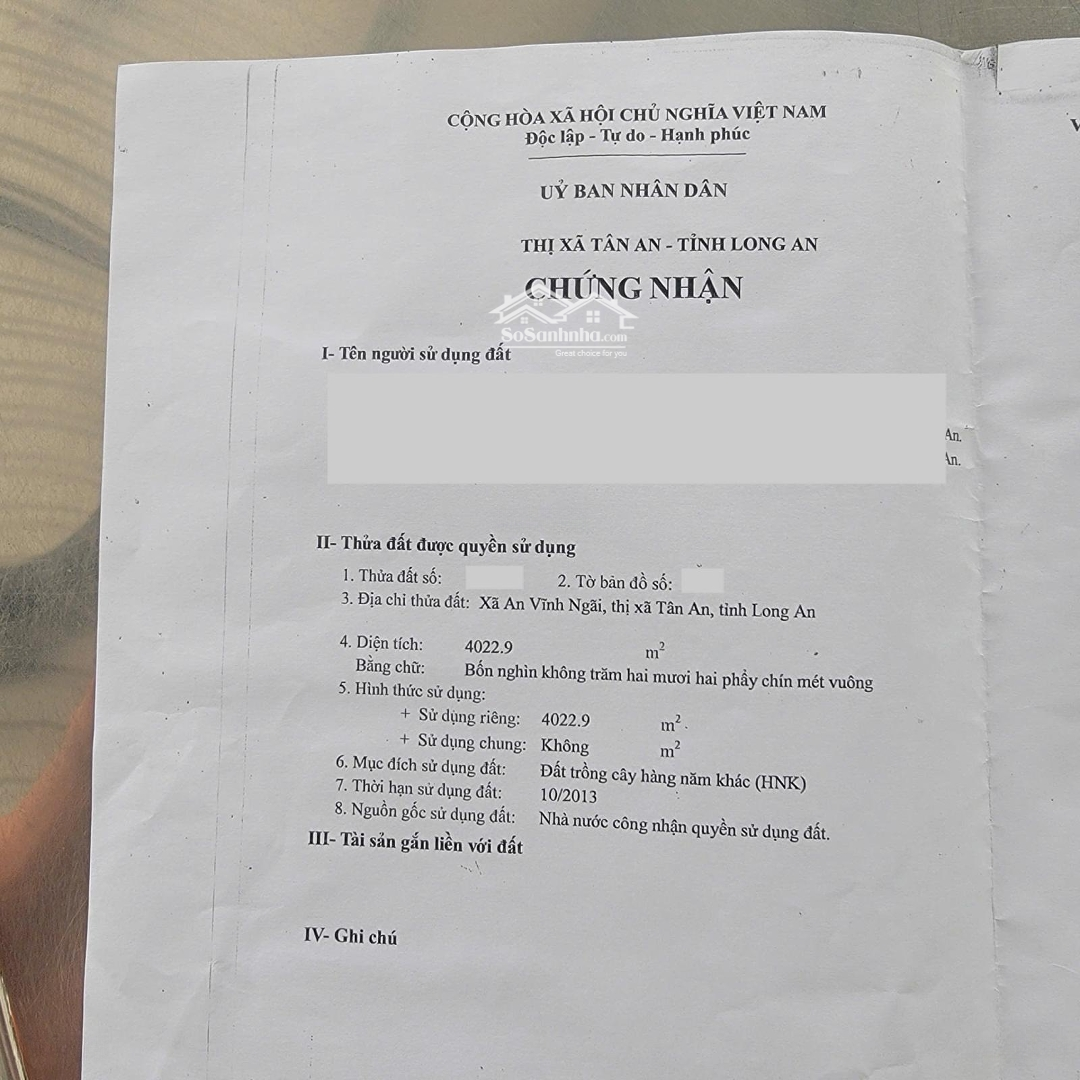 CỘNG HÒA XÃ HỘI CHỦ NGHĨA VIỆT NAM
Độc lập - Tự do - Hạnh phúc
UỶ BAN NHÂN DÂN
THỊ XÃ TÂN AN - TỈNH LONG AN
CHỨNG NHẬN
SoSanhnha.com
Great choice for you
I- Tên người sử dụng đất
An.
An.
II- Thửa đất được quyền sử dụng
1. Thửa đất số: 2. Tờ bản đồ số:
3. Địa chỉ thửa đất: Xã An Vĩnh Ngãi, thị xã Tân An, tỉnh Long An
4. Diện tích: 4022.9 m²
Bằng chữ: Bốn nghìn không trăm hai mươi hai phẩy chín mét vuông
5. Hình thức sử dụng:
+ Sử dụng riêng: 4022.9 m²
+ Sử dụng chung: Không m²
6. Mục đích sử dụng đất: Đất trồng cây hàng năm khác (HNK)
7. Thời hạn sử dụng đất: 10/2013
8. Nguồn gốc sử dụng đất: Nhà nước công nhận quyền sử dụng đất.
III- Tài sản gắn liền với đất
IV- Ghi chú